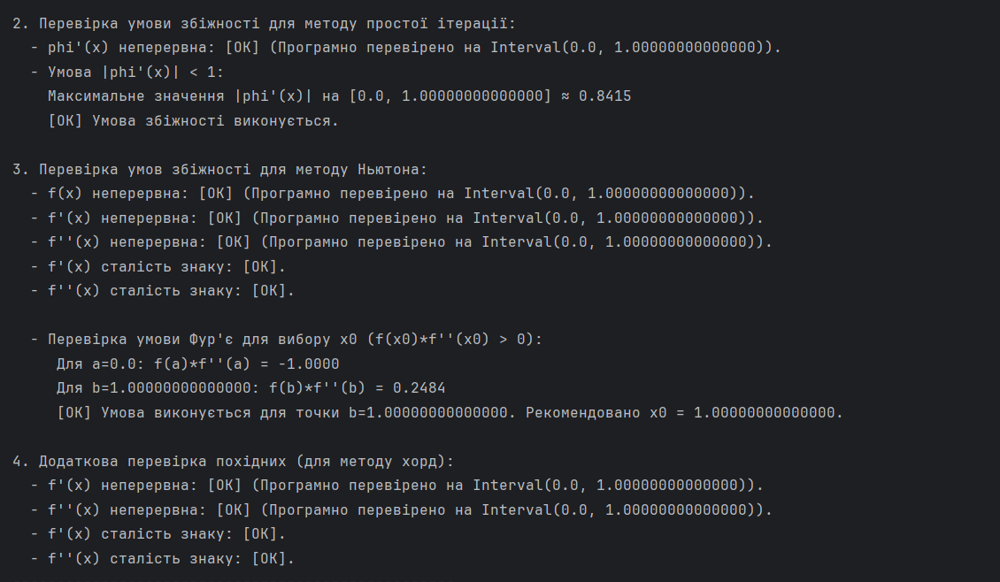 2. Перевірка умови збіжності для методу простої ітерації:
- phi'(x) неперервна: [OK] (Програмно перевірено на Interval(0.0, 1.00000000000000)).
- Умова |phi'(x)| < 1:
Максимальне значення |phi'(x)| на [0.0, 1.00000000000000] ≈ 0.8415
[OK] Умова збіжності виконується.
3. Перевірка умов збіжності для методу Ньютона:
- f(x) неперервна: [OK] (Програмно перевірено на Interval(0.0, 1.00000000000000)).
- f'(x) неперервна: [OK] (Програмно перевірено на Interval(0.0, 1.00000000000000)).
- f''(x) неперервна: [OK] (Програмно перевірено на Interval(0.0, 1.00000000000000)).
- f'(x) сталість знаку: [OK].
- f''(x) сталість знаку: [OK].
- Перевірка умови Фур'є для вибору x0 (f(x0)*f''(x0) > 0):
Для a=0.0: f(a)*f''(a) = -1.0000
Для b=1.00000000000000: f(b)*f''(b) = 0.2484
[OK] Умова виконується для точки b=1.00000000000000. Рекомендовано x0 = 1.00000000000000.
4. Додаткова перевірка похідних (для методу хорд):
- f'(x) неперервна: [OK] (Програмно перевірено на Interval(0.0, 1.00000000000000)).
- f''(x) неперервна: [OK] (Програмно перевірено на Interval(0.0, 1.00000000000000)).
- f'(x) сталість знаку: [OK].
- f''(x) сталість знаку: [OK].